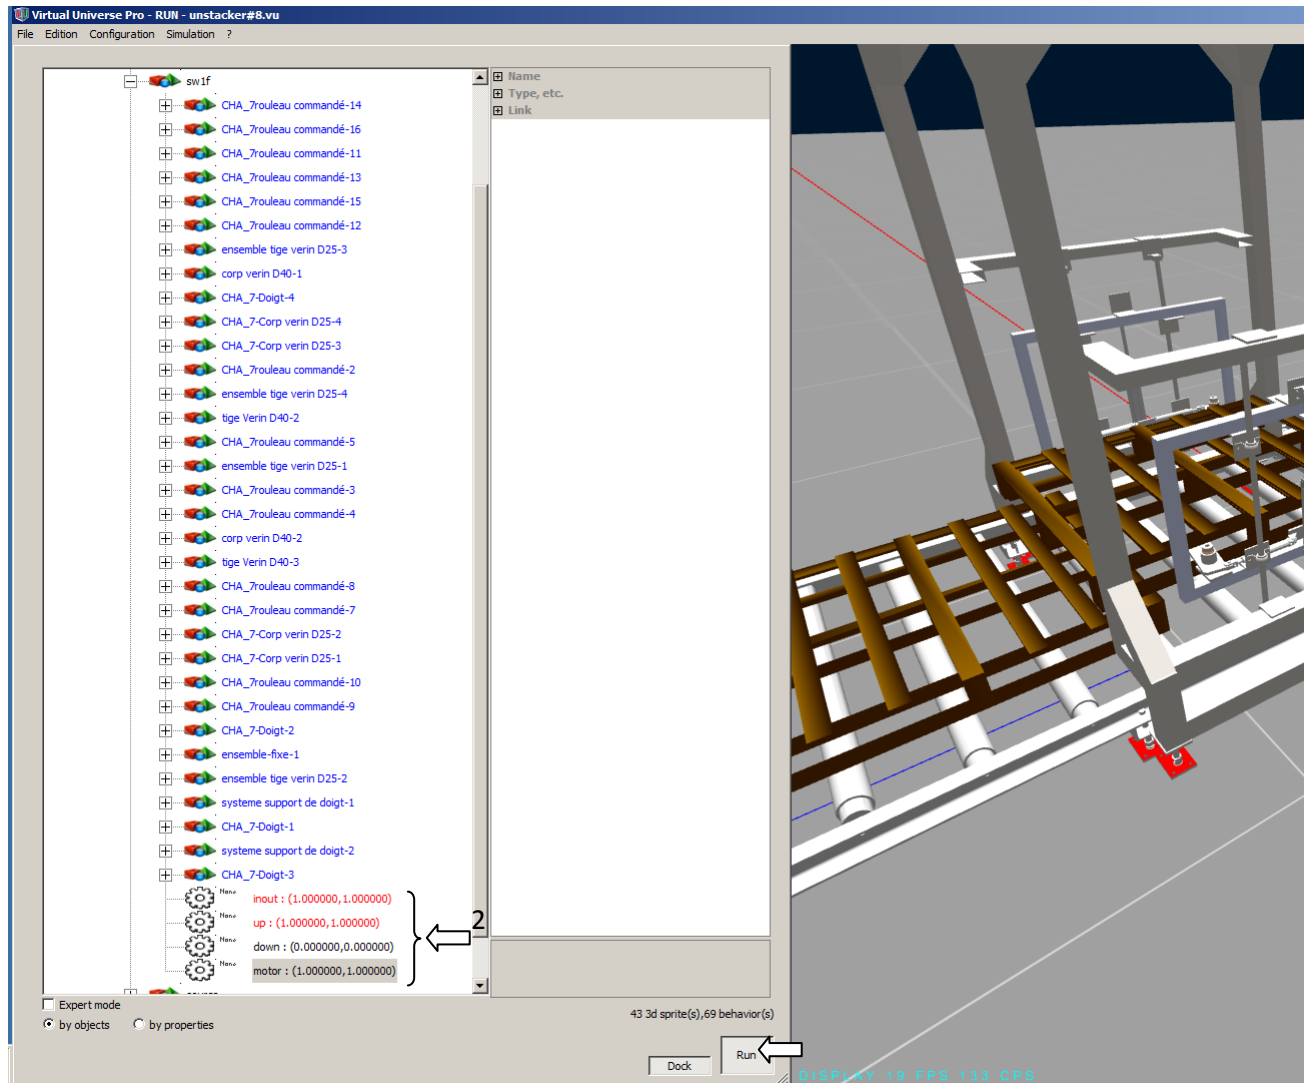 Virtual Universe Pro - RUN - unstacker#8.vu
File Edition Configuration Simulation ?
sw1f
CHA_7rouleau commandé-14
CHA_7rouleau commandé-16
CHA_7rouleau commandé-11
CHA_7rouleau commandé-13
CHA_7rouleau commandé-15
CHA_7rouleau commandé-12
ensemble tige verin D25-3
corp verin D40-1
CHA_7-Doigt-4
CHA_7-Corp verin D25-4
CHA_7-Corp verin D25-3
CHA_7rouleau commandé-2
ensemble tige verin D25-4
tige Verin D40-2
CHA_7rouleau commandé-5
ensemble tige verin D25-1
CHA_7rouleau commandé-3
CHA_7rouleau commandé-4
corp verin D40-2
tige Verin D40-3
CHA_7rouleau commandé-8
CHA_7rouleau commandé-7
CHA_7-Corp verin D25-2
CHA_7-Corp verin D25-1
CHA_7rouleau commandé-10
CHA_7rouleau commandé-9
CHA_7-Doigt-2
ensemble-fixe-1
ensemble tige verin D25-2
systeme support de doigt-1
CHA_7-Doigt-1
systeme support de doigt-2
CHA_7-Doigt-3
None inout : (1.000000,1.000000)
None up : (1.000000,1.000000)
None down : (0.000000,0.000000)
None motor : (1.000000,1.000000)
2
Name
Type, etc.
Link
Expert mode
by objects by properties
43 3d sprite(s),69 behavior(s)
Dock
Run
DISPLAY 19 FPS 133 CPS